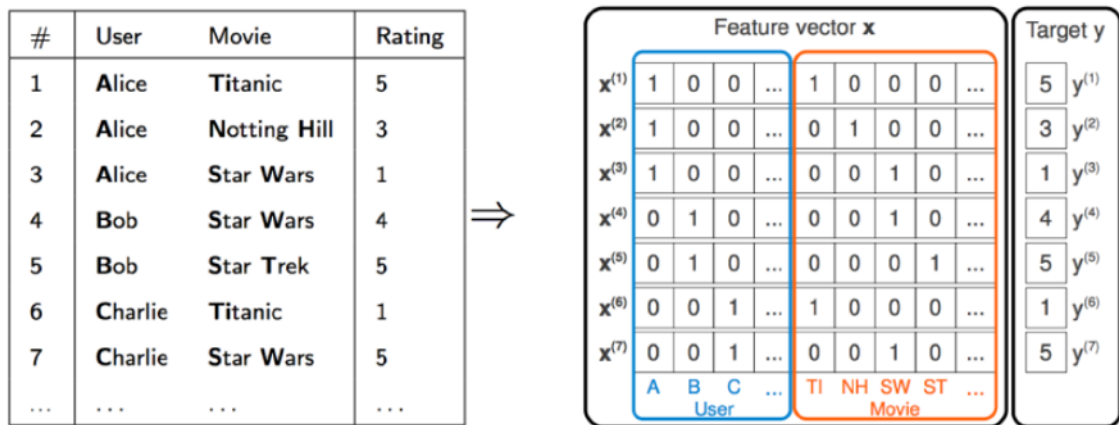 # User Movie Rating
1 Alice Titanic 5
2 Alice Notting Hill 3
3 Alice Star Wars 1
4 Bob Star Wars 4
5 Bob Star Trek 5
6 Charlie Titanic 1
7 Charlie Star Wars 5
... ... ... ...
⇒
Feature vector x
x(1) 1 0 0 ... 1 0 0 0 ...
x(2) 1 0 0 ... 0 1 0 0 ...
x(3) 1 0 0 ... 0 0 1 0 ...
x(4) 0 1 0 ... 0 0 1 0 ...
x(5) 0 1 0 ... 0 0 0 1 ...
x(6) 0 0 1 ... 1 0 0 0 ...
x(7) 0 0 1 ... 0 0 1 0 ...
A B C ... TI NH SW ST ...
User Movie
Target y
5 y(1)
3 y(2)
1 y(3)
4 y(4)
5 y(5)
1 y(6)
5 y(7)